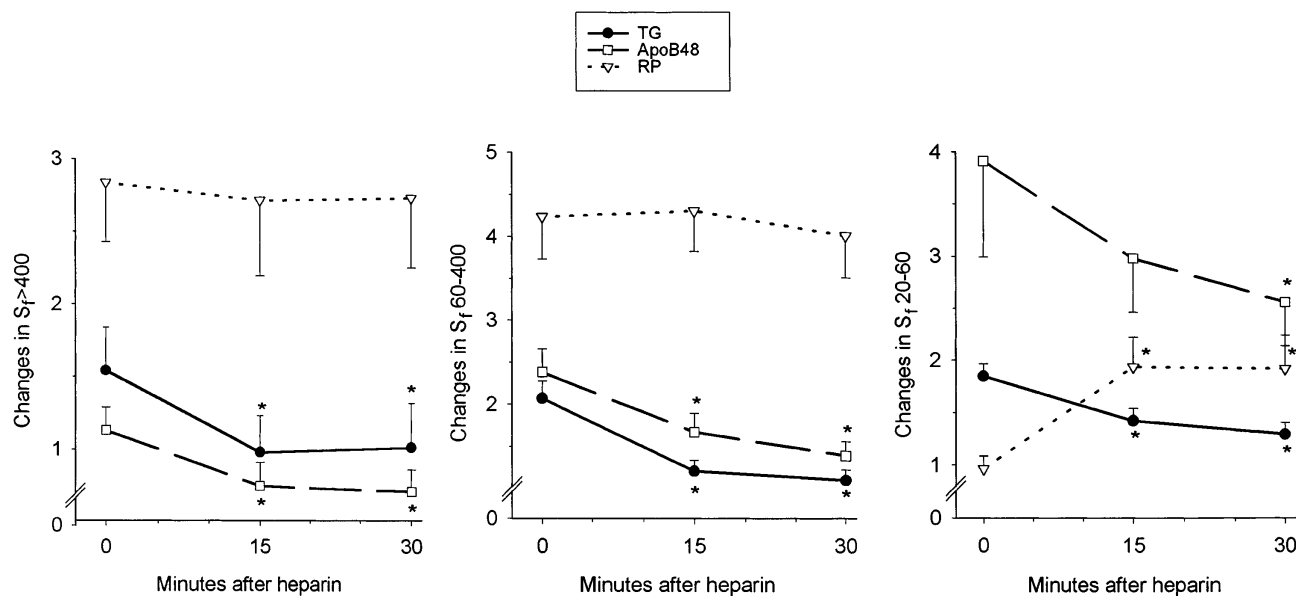 TG
ApoB48
RP
Changes in Sf>400
3
2
1
0
*
*
*
*
0 15 30
Minutes after heparin
Changes in Sf 60-400
5
4
3
2
0
*
*
*
*
0 15 30
Minutes after heparin
Changes in Sf 20-60
4
3
2
1
0
*
*
*
*
*
0 15 30
Minutes after heparin